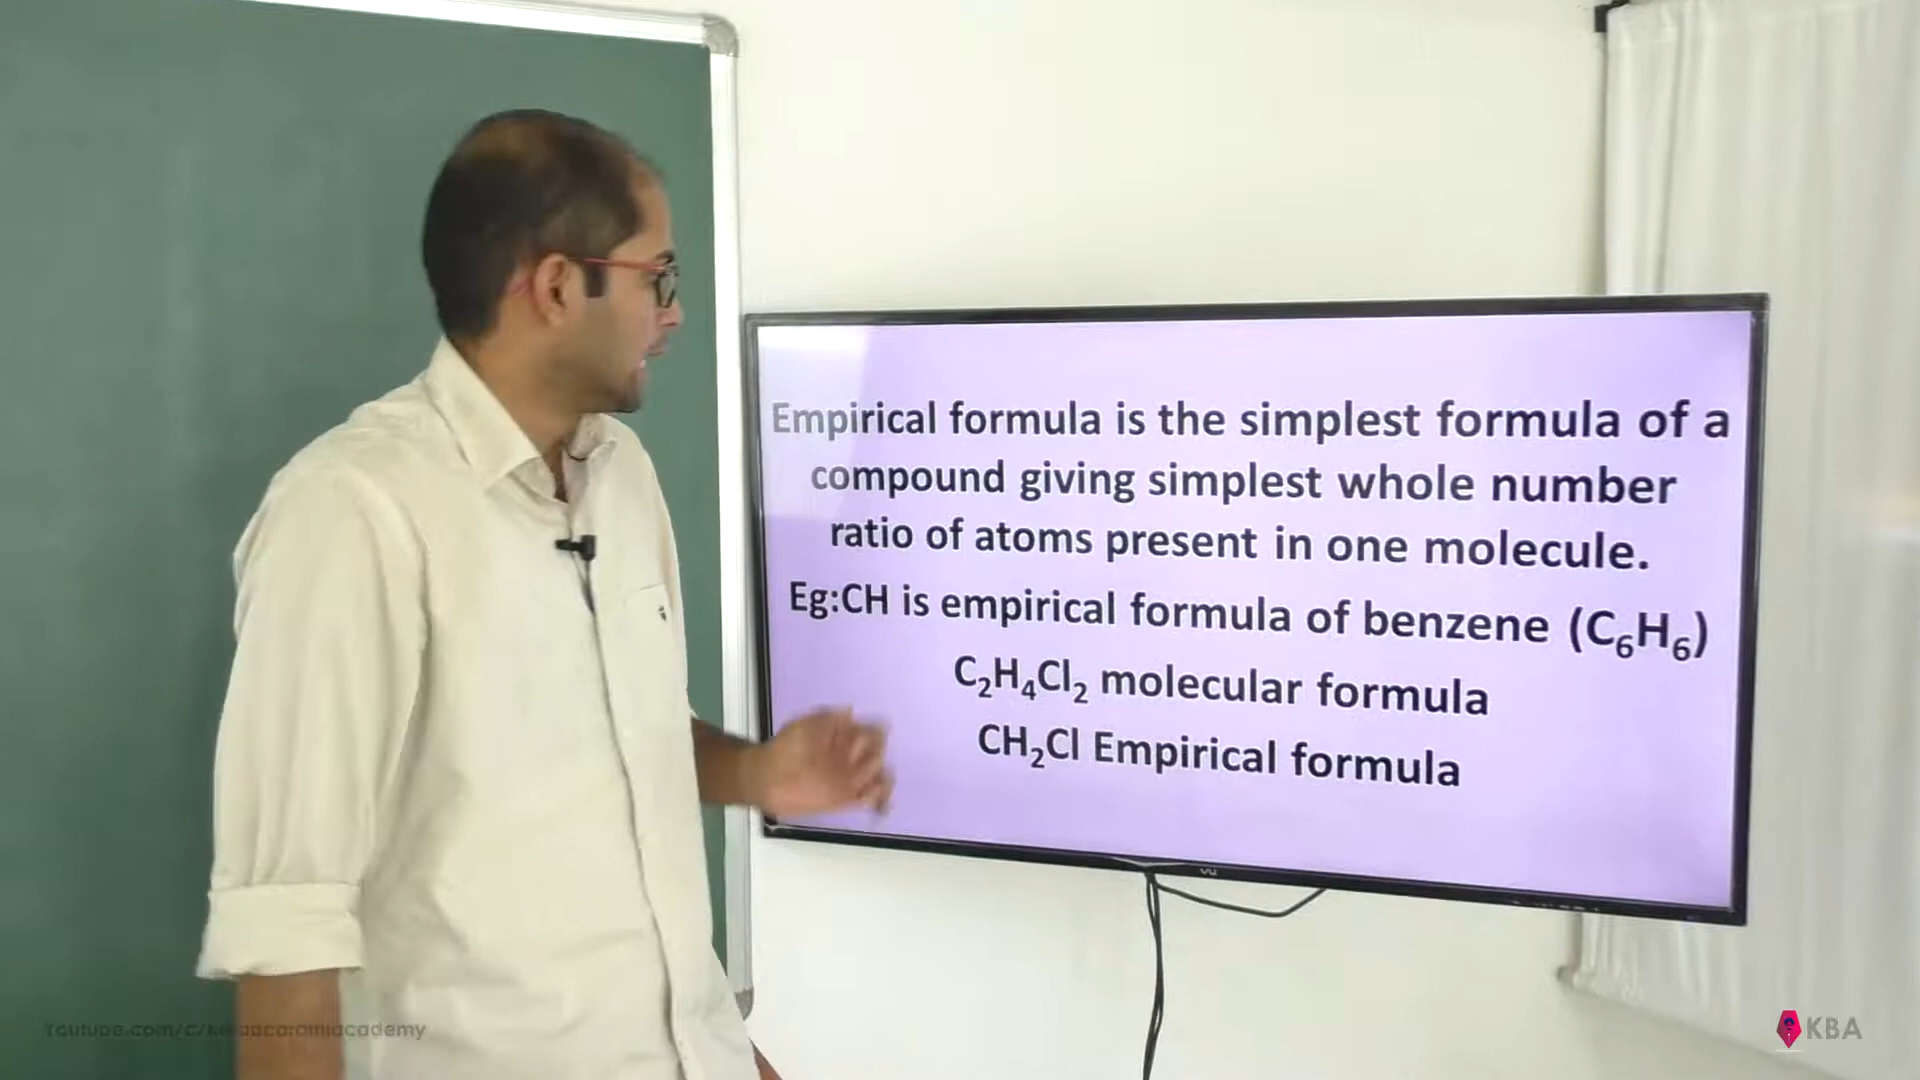 Empirical formula is the simplest formula of a
compound giving simplest whole number
ratio of atoms present in one molecule.
Eg:CH is empirical formula of benzene (C₆H₆)
C₂H₄Cl₂ molecular formula
CH₂Cl Empirical formula
VU
KBA